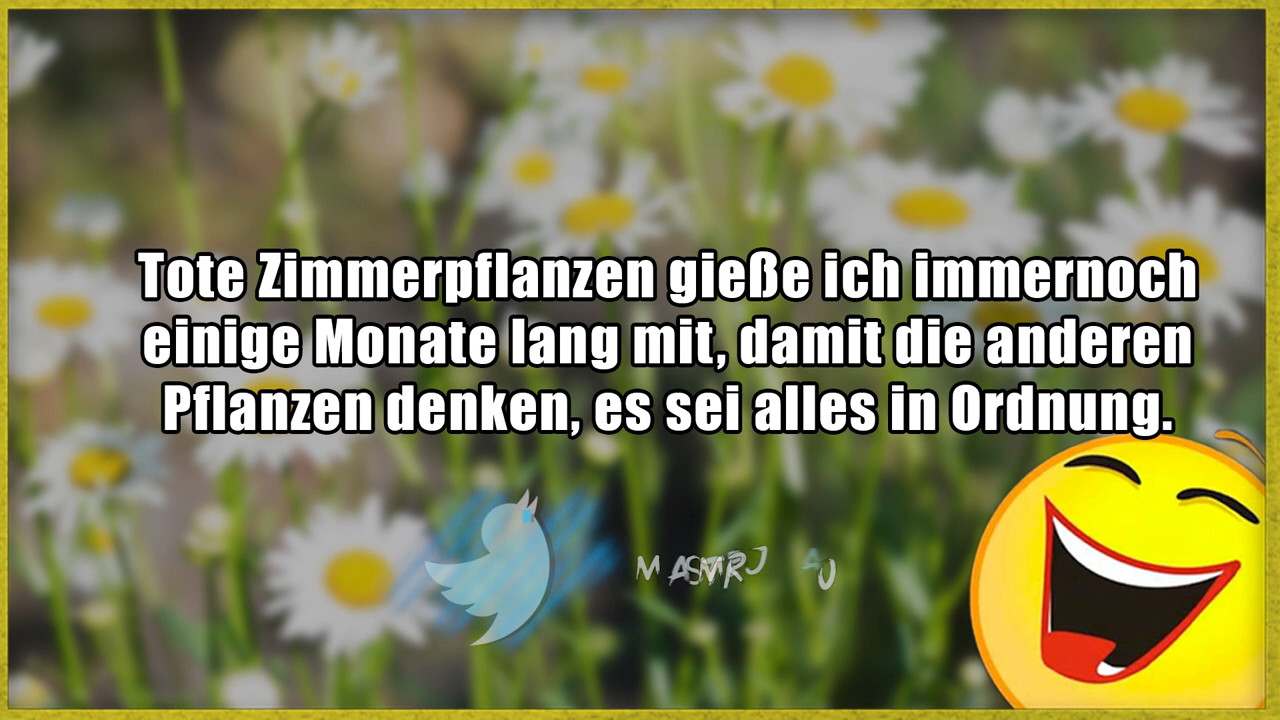 Tote Zimmerpflanzen gieße ich immernoch
einige Monate lang mit, damit die anderen
Pflanzen denken, es sei alles in Ordnung.